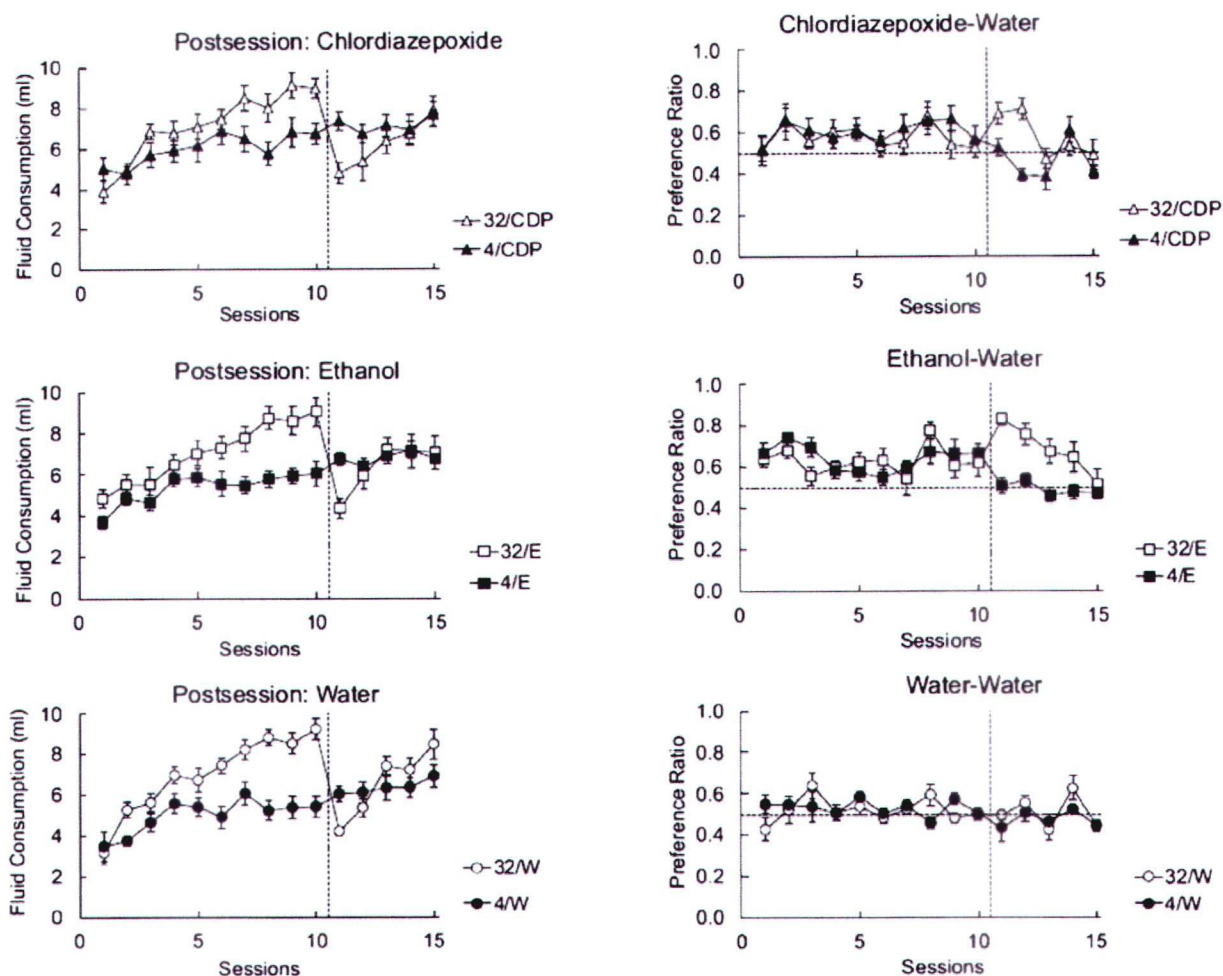 Postsession: Chlordiazepoxide
Fluid Consumption (ml)
10
8
6
4
2
0
0
5
10
15
Sessions
32/CDP
4/CDP
Chlordiazepoxide-Water
Preference Ratio
1.0
0.8
0.6
0.4
0.2
0.0
0
5
10
15
Sessions
32/CDP
4/CDP
Postsession: Ethanol
Fluid Consumption (ml)
10
8
6
4
2
0
0
5
10
15
Sessions
32/E
4/E
Ethanol-Water
Preference Ratio
1.0
0.8
0.6
0.4
0.2
0.0
0
5
10
15
Sessions
32/E
4/E
Postsession: Water
Fluid Consumption (ml)
10
8
6
4
2
0
0
5
10
15
Sessions
32/W
4/W
Water-Water
Preference Ratio
1.0
0.8
0.6
0.4
0.2
0.0
0
5
10
15
Sessions
32/W
4/W